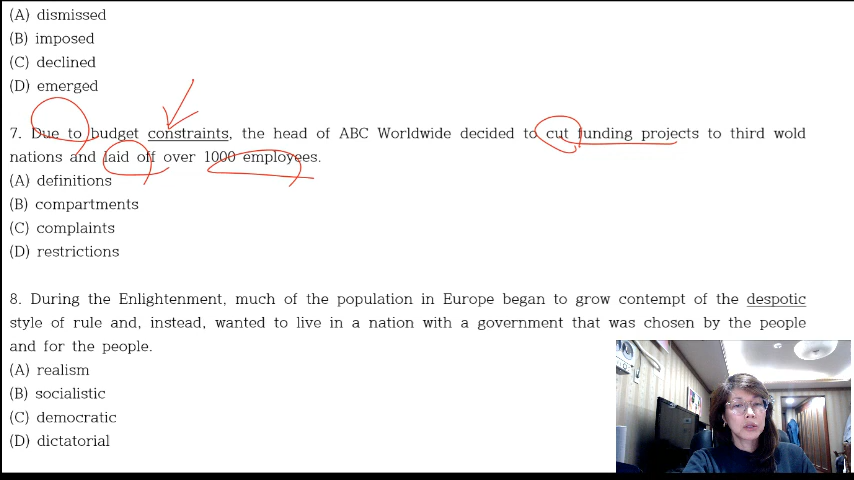 (A) dismissed
(B) imposed
(C) declined
(D) emerged
7. Due to budget constraints, the head of ABC Worldwide decided to cut funding projects to third wold
nations and laid off over 1000 employees.
(A) definitions
(B) compartments
(C) complaints
(D) restrictions
8. During the Enlightenment, much of the population in Europe began to grow contempt of the despotic
style of rule and, instead, wanted to live in a nation with a government that was chosen by the people
and for the people.
(A) realism
(B) socialistic
(C) democratic
(D) dictatorial